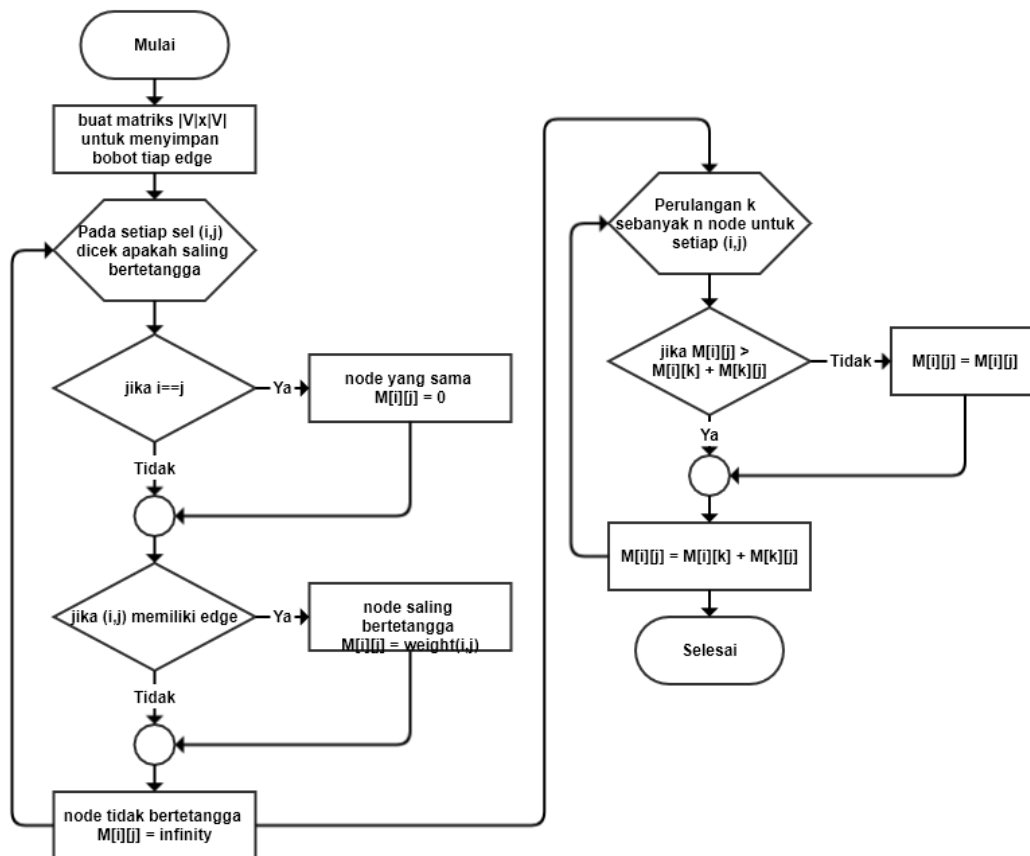 Mulai
buat matriks |V|x|V|
untuk menyimpan
bobot tiap edge
Pada setiap sel (i,j)
dicek apakah saling
bertetangga
jika i==j
Ya
node yang sama
M[i][j] = 0
Tidak
jika (i,j) memiliki edge
Ya
node saling
bertetangga
M[i][j] = weight(i,j)
Tidak
node tidak bertetangga
M[i][j] = infinity
Perulangan k
sebanyak n node untuk
setiap (i,j)
jika M[i][j] >
M[i][k] + M[k][j]
Tidak
M[i][j] = M[i][j]
Ya
M[i][j] = M[i][k] + M[k][j]
Selesai